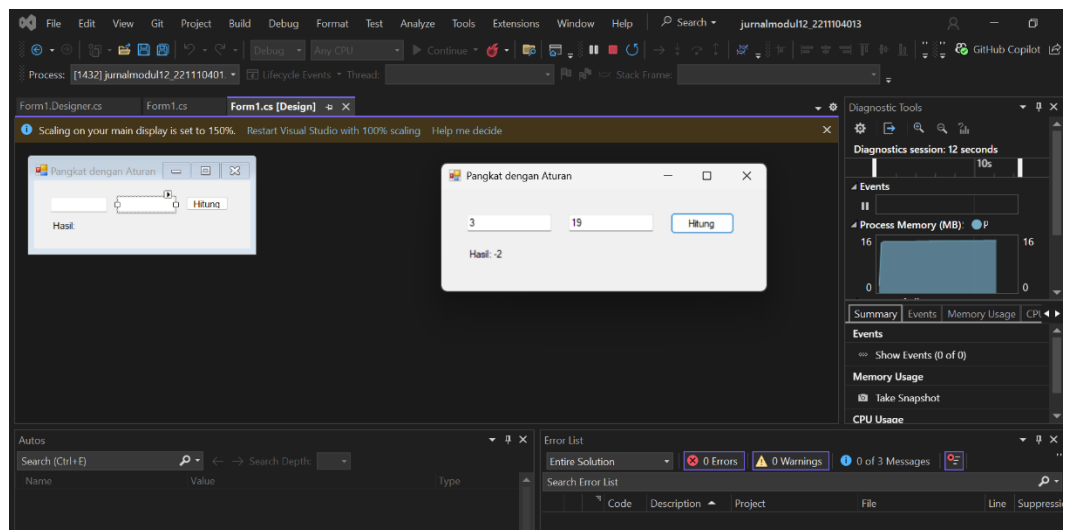 File Edit View Git Project Build Debug Format Test Analyze Tools Extensions Window Help Search jurnalmodul12_2211104013
Debug Any CPU Continue GitHub Copilot
Process: [1432] jurnalmodul12_221110401. Lifecycle Events Thread: Stack Frame:
Form1.Designer.cs Form1.cs Form1.cs [Design]
Scaling on your main display is set to 150%. Restart Visual Studio with 100% scaling Help me decide
Pangkat dengan Aturan
Hitung
Hasil:
Pangkat dengan Aturan
3 19 Hitung
Hasil: -2
Diagnostic Tools
Diagnostics session: 12 seconds
10s
Events
Process Memory (MB): P
16 16
0 0
Summary Events Memory Usage CPU
Events
Show Events (0 of 0)
Memory Usage
Take Snapshot
CPU Usage
Autos
Search (Ctrl+E) Search Depth:
Name Value Type
Error List
Entire Solution 0 Errors 0 Warnings 0 of 3 Messages
Search Error List
Code Description Project File Line Suppressi